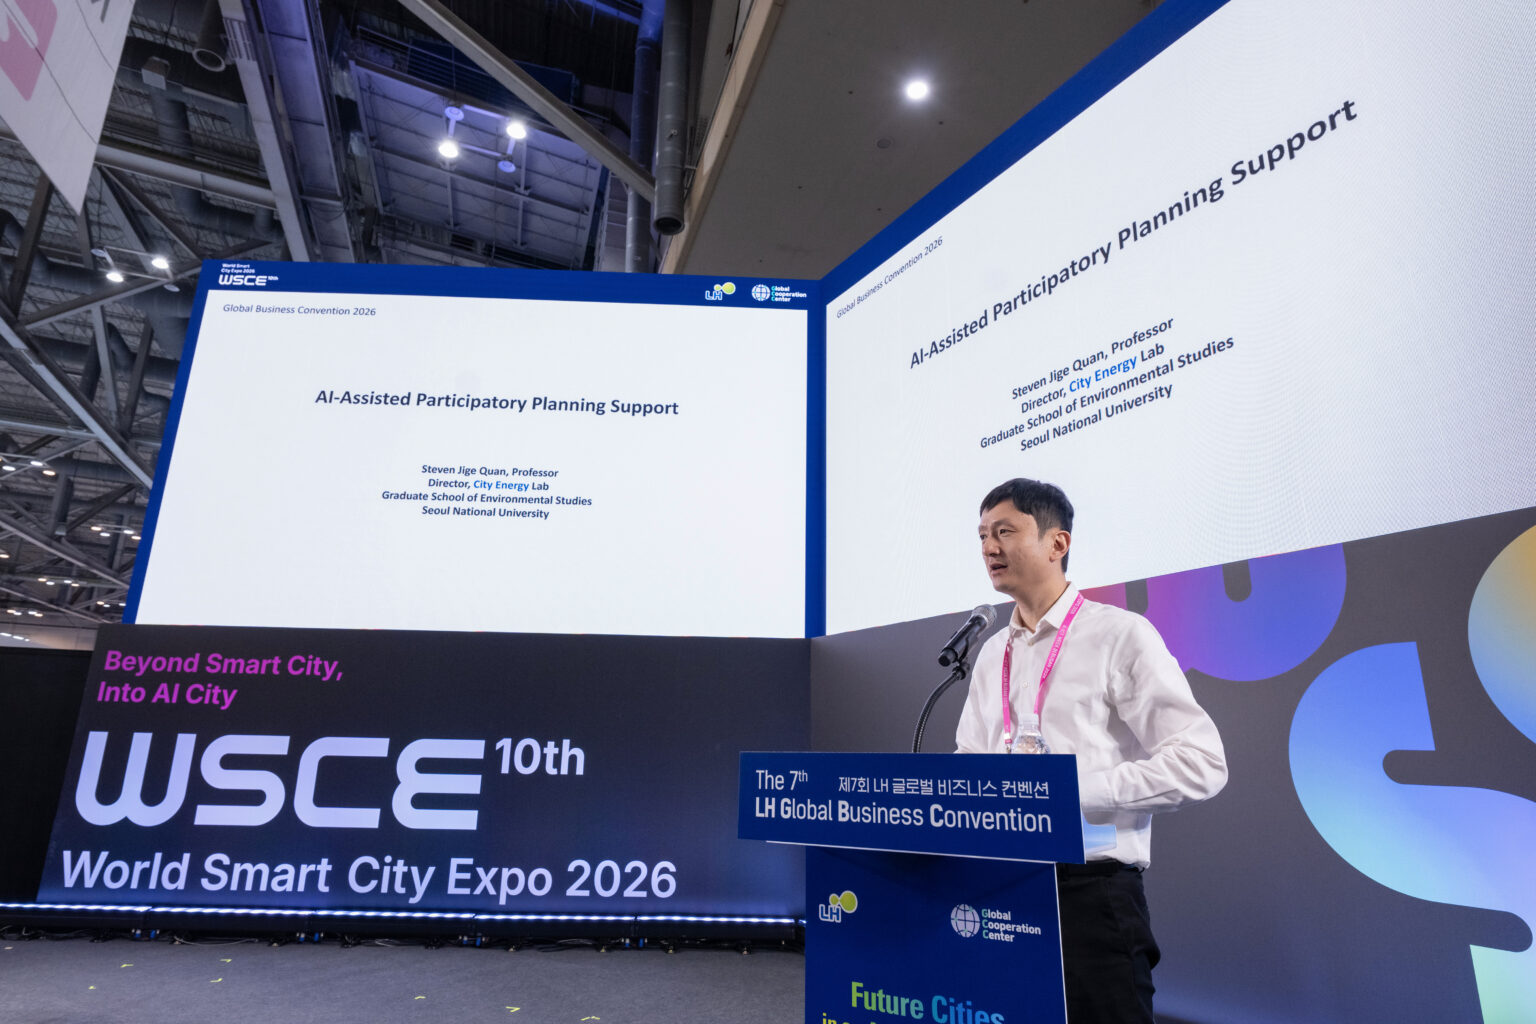 World Smart
City Expo 2026
WSCE 10th
LH
Global
Cooperation
Center
Global Business Convention 2026
AI-Assisted Participatory Planning Support
Steven Jige Quan, Professor
Director, City Energy Lab
Graduate School of Environmental Studies
Seoul National University
Global Business Convention 2026
AI-Assisted Participatory Planning Support
Steven Jige Quan, Professor
Director, City Energy Lab
Graduate School of Environmental Studies
Seoul National University
Beyond Smart City,
Into AI City
WSCE 10th
World Smart City Expo 2026
The 7th 제7회 LH 글로벌 비즈니스 컨벤션
LH Global Business Convention
LH
Global
Cooperation
Center
Future Cities